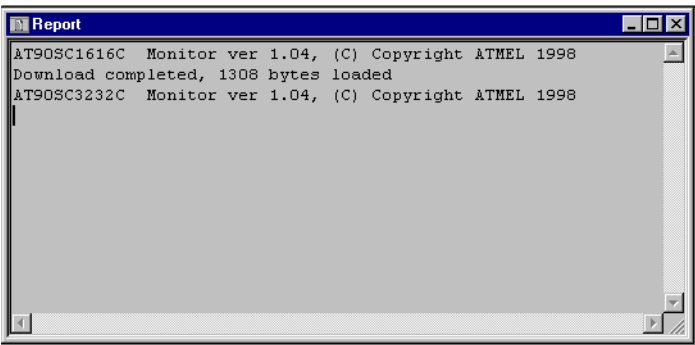 Report
AT90SC1616C  Monitor ver 1.04, (C) Copyright ATMEL 1998
Download completed, 1308 bytes loaded
AT90SC3232C  Monitor ver 1.04, (C) Copyright ATMEL 1998